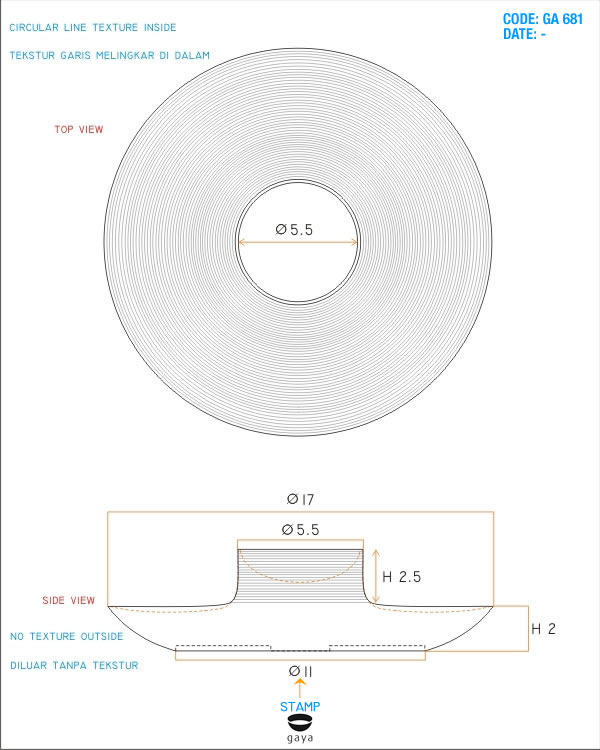 CIRCULAR LINE TEXTURE INSIDE
CODE: GA 681
DATE: -
TEKSTUR GARIS MELINGKAR DI DALAM
TOP VIEW
Ø 5.5
Ø 17
Ø 5.5
H 2.5
SIDE VIEW
H 2
NO TEXTURE OUTSIDE
DILUAR TANPA TEKSTUR
Ø 11
STAMP
gaya